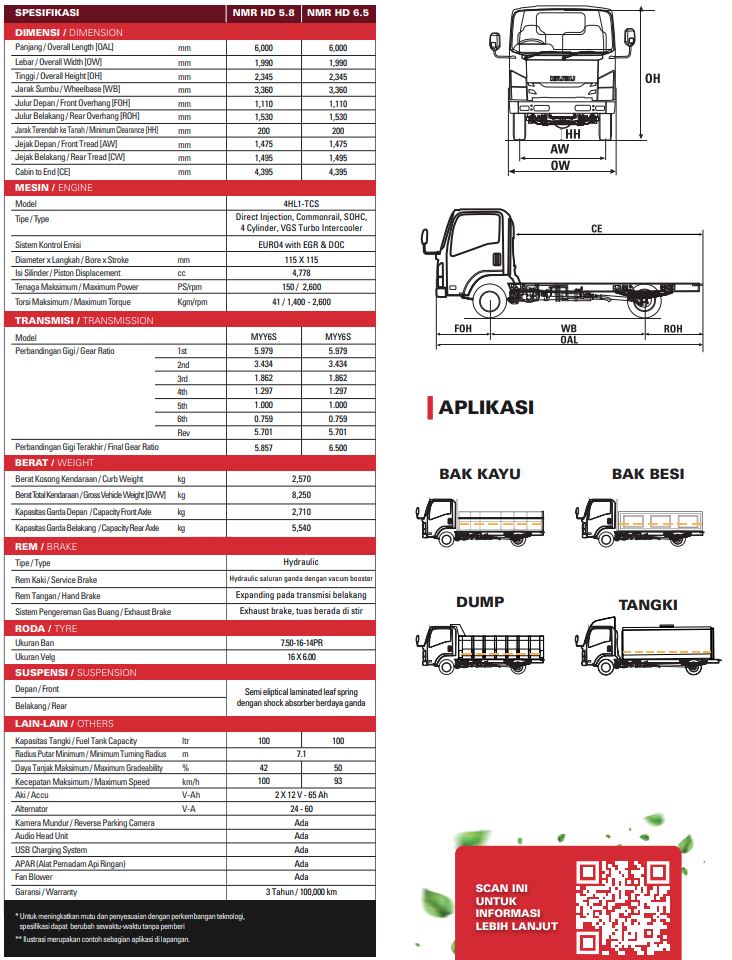 SPESIFIKASI NMR HD 5.8 NMR HD 6.5
DIMENSI / DIMENSION
Panjang / Overall Length [OAL] mm 6,000 6,000
Lebar / Overall Width [OW] mm 1,990 1,990
Tinggi / Overall Height [OH] mm 2,345 2,345
Jarak Sumbu / Wheelbase [WB] mm 3,360 3,360
Julur Depan / Front Overhang [FOH] mm 1,110 1,110
Julur Belakang / Rear Overhang [ROH] mm 1,530 1,530
Jarak Terendah ke Tanah / Minimum Clearance [HH] mm 200 200
Jejak Depan / Front Tread [AW] mm 1,475 1,475
Jejak Belakang / Rear Tread [CW] mm 1,495 1,495
Cabin to End [CE] mm 4,395 4,395
MESIN / ENGINE
Model 4HL1-TCS
Tipe / Type Direct Injection, Commonrail, SOHC,
4 Cylinder, VGS Turbo Intercooler
Sistem Kontrol Emisi EURO4 with EGR & DOC
Diameter x Langkah / Bore x Stroke mm 115 X 115
Isi Silinder / Piston Displacement cc 4,778
Tenaga Maksimum / Maximum Power PS/rpm 150 / 2,600
Torsi Maksimum / Maximum Torque Kgm/rpm 41 / 1,400 - 2,600
TRANSMISI / TRANSMISSION
Model MYY6S MYY6S
Perbandingan Gigi / Gear Ratio 1st 5.979 5.979
2nd 3.434 3.434
3rd 1.862 1.862
4th 1.297 1.297
5th 1.000 1.000
6th 0.759 0.759
Rev 5.701 5.701
Perbandingan Gigi Terakhir / Final Gear Ratio 5.857 6.500
BERAT / WEIGHT
Berat Kosong Kendaraan / Curb Weight kg 2,570
Berat Total Kendaraan / Gross Vehicle Weight [GVW] kg 8,250
Kapasitas Garda Depan / Capacity Front Axle kg 2,710
Kapasitas Garda Belakang / Capacity Rear Axle kg 5,540
REM / BRAKE
Tipe / Type Hydraulic
Rem Kaki / Service Brake Hydraulic saluran ganda dengan vacum booster
Rem Tangan / Hand Brake Expanding pada transmisi belakang
Sistem Pengereman Gas Buang / Exhaust Brake Exhaust brake, tuas berada di stir
RODA / TYRE
Ukuran Ban 7.50-16-14PR
Ukuran Velg 16 X 6.00
SUSPENSI / SUSPENSION
Depan / Front Semi eliptical laminated leaf spring
Belakang / Rear dengan shock absorber berdaya ganda
LAIN-LAIN / OTHERS
Kapasitas Tangki / Fuel Tank Capacity ltr 100 100
Radius Putar Minimum / Minimum Turning Radius m 7.1
Daya Tanjak Maksimum / Maximum Gradeability % 42 50
Kecepatan Maksimum / Maximum Speed km/h 100 93
Aki / Accu V-Ah 2 X 12 V - 65 Ah
Alternator V-A 24 - 60
Kamera Mundur / Reverse Parking Camera Ada
Audio Head Unit Ada
USB Charging System Ada
APAR (Alat Pemadam Api Ringan) Ada
Fan Blower Ada
Garansi / Warranty 3 Tahun / 100,000 km
* Untuk meningkatkan mutu dan penyesuaian dengan perkembangan teknologi,
spesifikasi dapat berubah sewaktu-waktu tanpa pemberi
** Ilustrasi merupakan contoh sebagian aplikasi di lapangan.
ISUZU
OH
HH
AW
OW
CE
FOH WB ROH
OAL
APLIKASI
BAK KAYU BAK BESI
DUMP TANGKI
SCAN INI
UNTUK
INFORMASI
LEBIH LANJUT